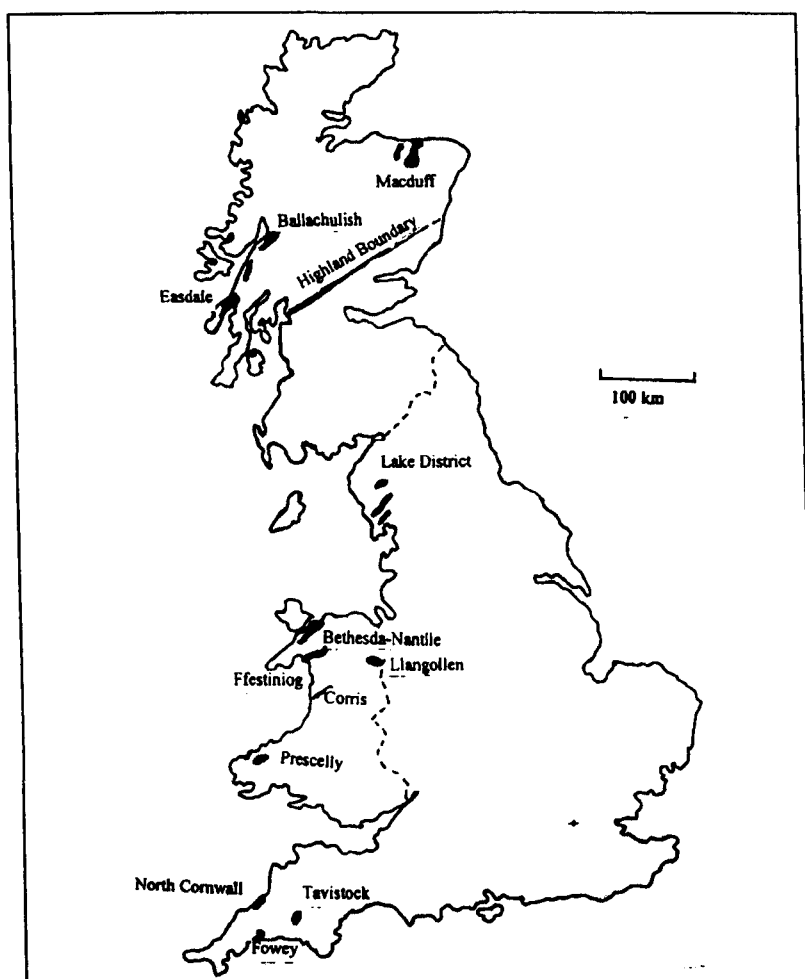 Macduff
Ballachulish
Highland Boundary
Easdale
100 km
Lake District
Bethesda-Nantlle
Llangollen
Ffestiniog
Corris
Prescelly
North Cornwall
Tavistock
Fowey